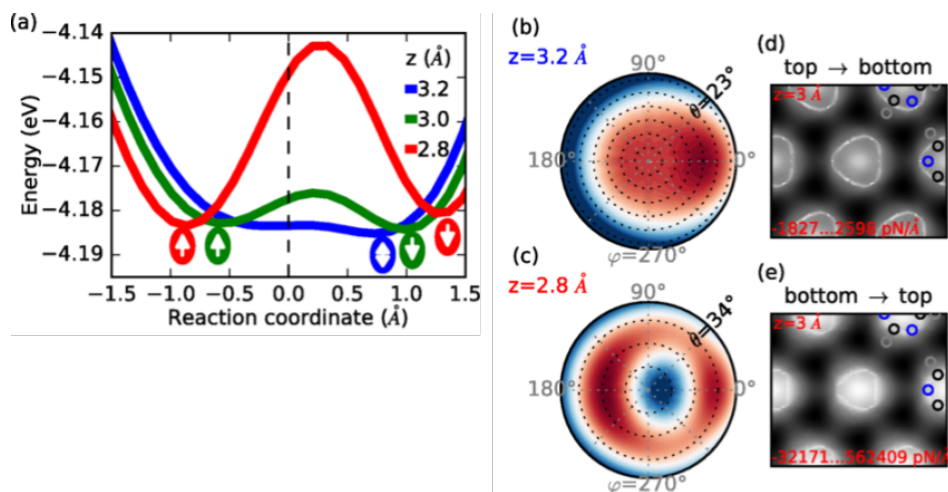 (a)
−4.14
−4.15
−4.16
−4.17
−4.18
−4.19
Energy (eV)
z (Å)
3.2
3.0
2.8
−1.5 −1.0 −0.5 0.0 0.5 1.0 1.5
Reaction coordinate (Å)
(b)
z=3.2 Å
90°
θ=23°
180°
0°
φ=270°
(c)
z=2.8 Å
90°
θ=34°
180°
0°
φ=270°
(d)
top → bottom
z=3 Å
-1827...2598 pN/Å
(e)
bottom → top
z=3 Å
-32171...562409 pN/Å